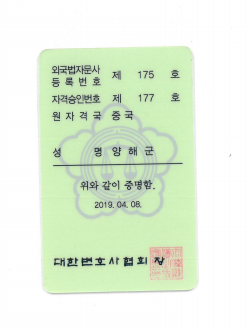 외국법자문사
등 록 번 호 제 175 호
자격승인번호 제 177 호
원 자 격 국 중국
성 명 양해군
위와 같이 증명함.
2019. 04. 08.
대한변호사협회장